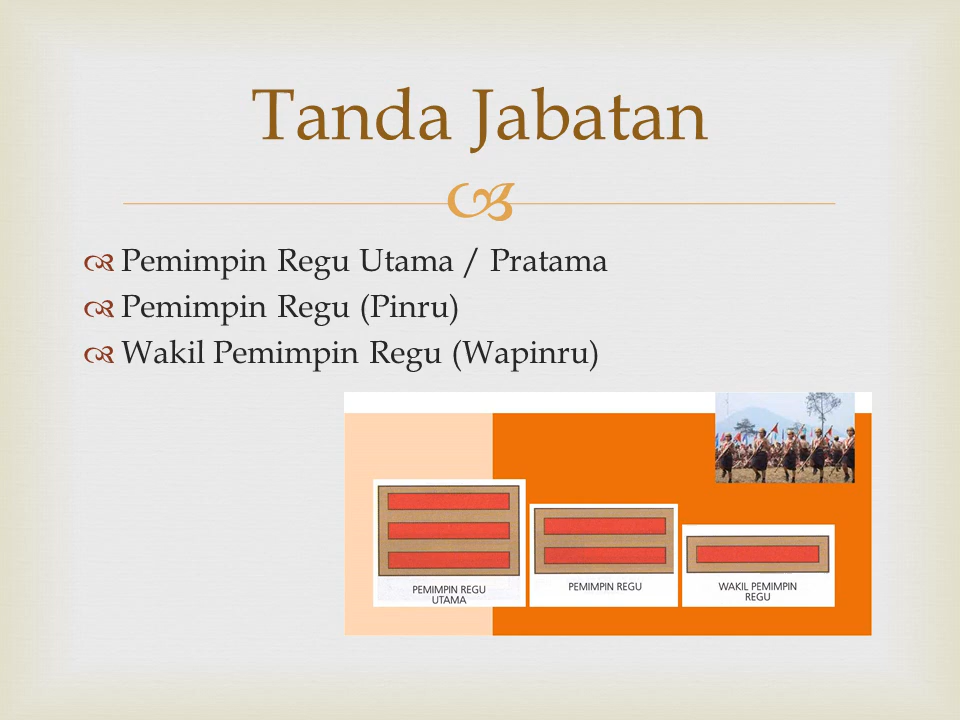 Tanda Jabatan
Pemimpin Regu Utama / Pratama
Pemimpin Regu (Pinru)
Wakil Pemimpin Regu (Wapinru)
PEMIMPIN REGU
UTAMA
PEMIMPIN REGU
WAKIL PEMIMPIN
REGU